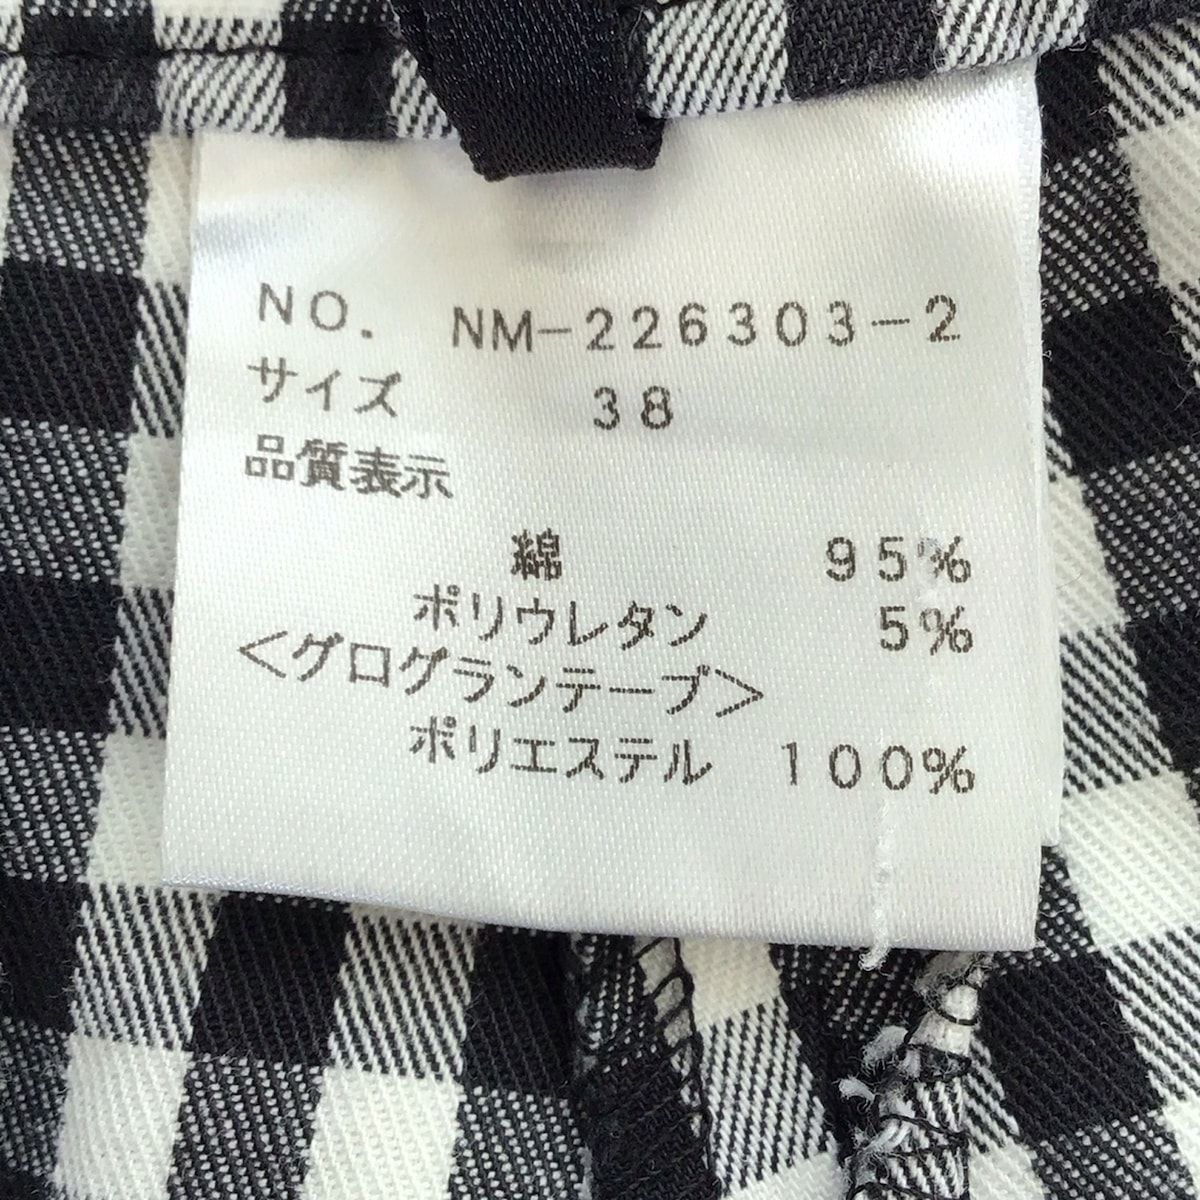 NO. NM-226303-2
サイズ 38
品質表示
綿 95%
ポリウレタン 5%
<グログランテープ>
ポリエステル 100%